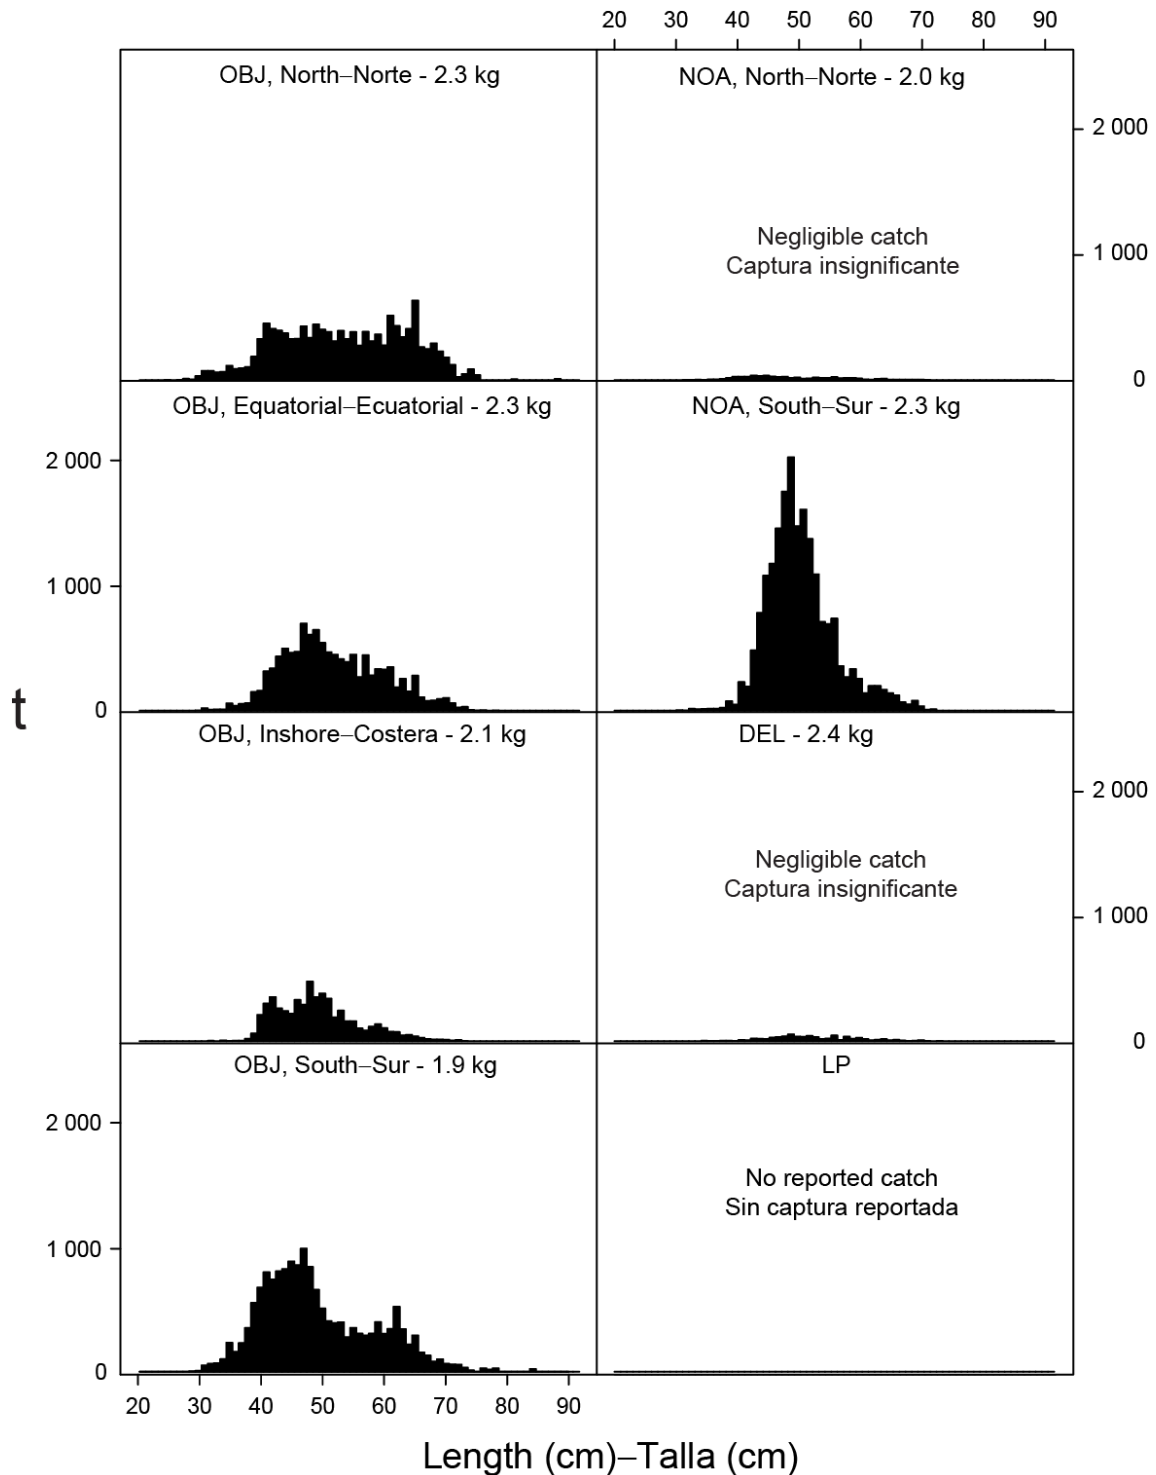 20 30 40 50 60 70 80 90
OBJ, North–Norte - 2.3 kg
NOA, North–Norte - 2.0 kg
2 000
Negligible catch
Captura insignificante
1 000
0
OBJ, Equatorial–Ecuatorial - 2.3 kg
NOA, South–Sur - 2.3 kg
2 000
1 000
0
t
OBJ, Inshore–Costera - 2.1 kg
DEL - 2.4 kg
2 000
Negligible catch
Captura insignificante
1 000
0
OBJ, South–Sur - 1.9 kg
LP
2 000
No reported catch
Sin captura reportada
1 000
0
20 30 40 50 60 70 80 90
Length (cm)–Talla (cm)